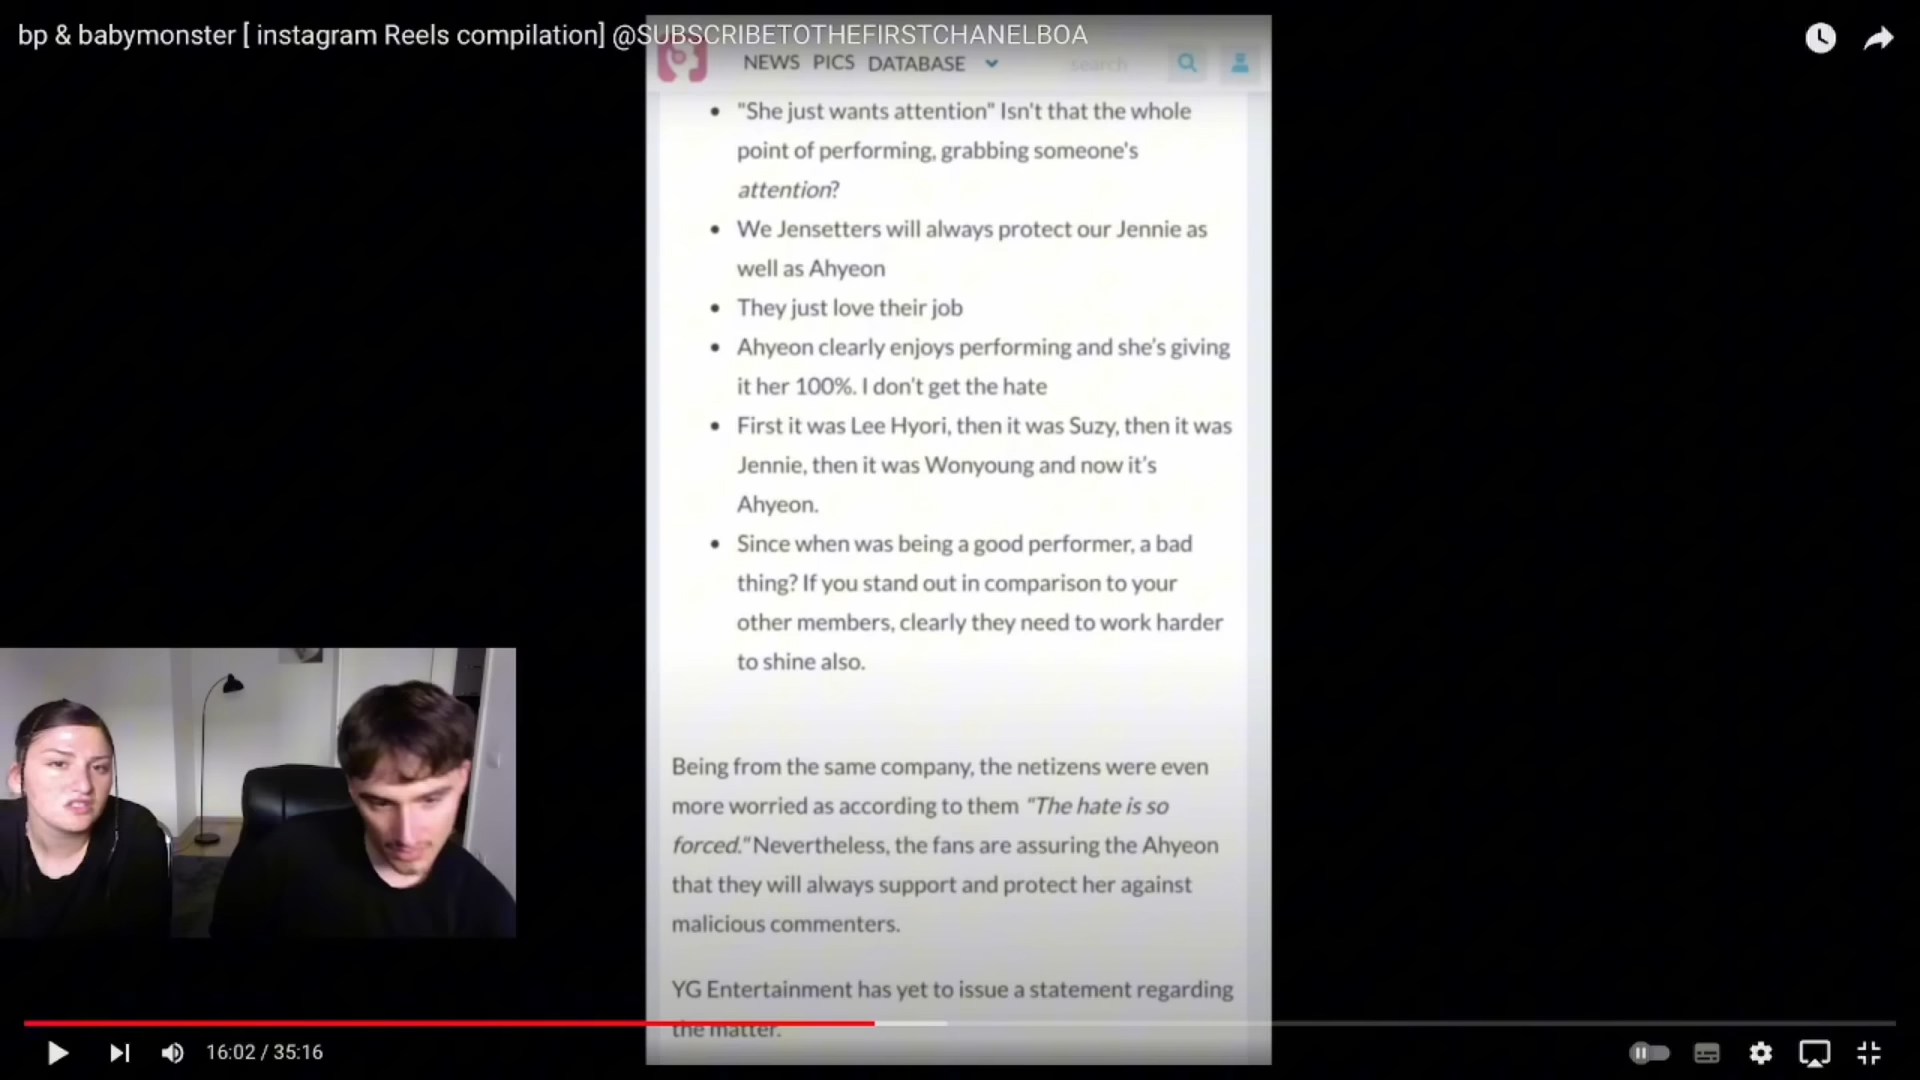 bp & babymonster [ instagram Reels compilation] @SUBSCRIBETOTHEFIRSTCHANELBOA
NEWS PICS DATABASE
search
• "She just wants attention" Isn't that the whole
point of performing, grabbing someone's
attention?
• We Jensetters will always protect our Jennie as
well as Ahyeon
• They just love their job
• Ahyeon clearly enjoys performing and she's giving
it her 100%. I don't get the hate
• First it was Lee Hyori, then it was Suzy, then it was
Jennie, then it was Wonyoung and now it's
Ahyeon.
• Since when was being a good performer, a bad
thing? If you stand out in comparison to your
other members, clearly they need to work harder
to shine also.
Being from the same company, the netizens were even
more worried as according to them "The hate is so
forced." Nevertheless, the fans are assuring the Ahyeon
that they will always support and protect her against
malicious commenters.
YG Entertainment has yet to issue a statement regarding
the matter.
16:02 / 35:16